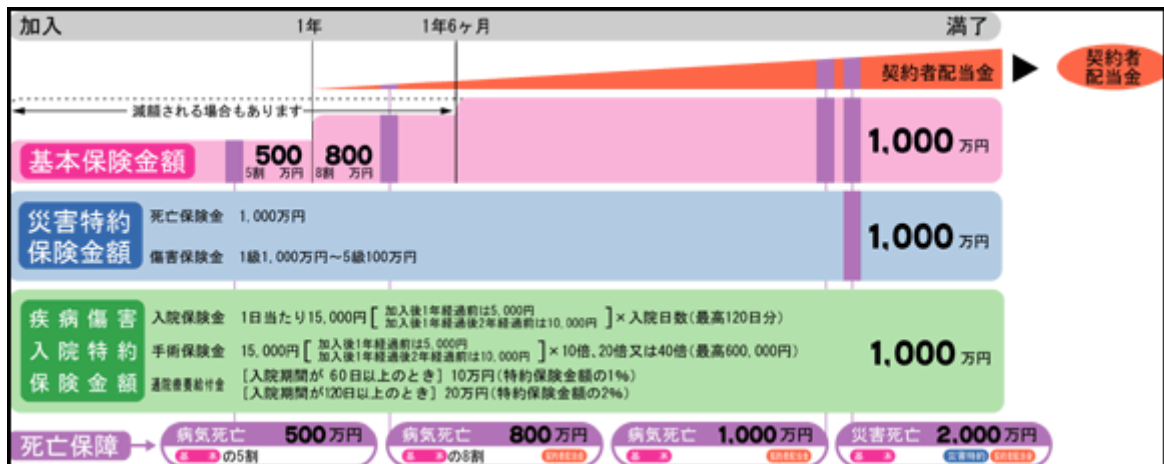 加入 1年 1年6ヶ月 満了
契約者配当金
契約者
配当金
減額される場合もあります
基本保険金額 500 800 1,000万円
5割 万円 8割 万円
災害特約
保険金額
死亡保険金 1,000万円
傷害保険金 1級1,000万円～5級100万円
1,000万円
疾病傷害
入院特約
保険金額
入院保険金 1日当たり15,000円[加入後1年経過前は5,000円
加入後1年経過後2年経過前は10,000円]×入院日数(最高120日分)
手術保険金 15,000円[加入後1年経過前は5,000円
加入後1年経過後2年経過前は10,000円]×10倍、20倍又は40倍(最高600,000円)
通院療養給付金 [入院期間が 60日以上のとき] 10万円(特約保険金額の1%)
[入院期間が120日以上のとき] 20万円(特約保険金額の2%)
1,000万円
死亡保障
病気死亡 500万円
基本の5割
病気死亡 800万円
基本の8割 契約者配当金
病気死亡 1,000万円
基本 契約者配当金
災害死亡 2,000万円
基本 災害特約 契約者配当金